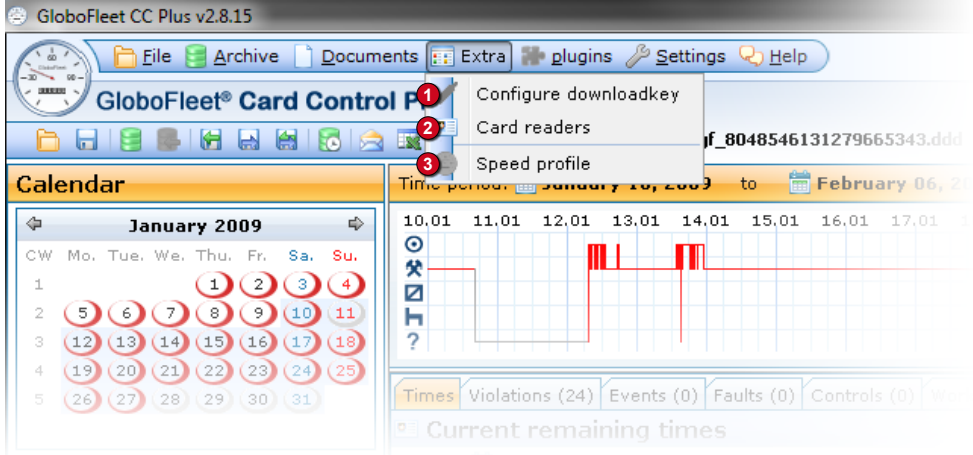 GloboFleet CC Plus v2.8.15
File Archive Documents Extra plugins Settings Help
GloboFleet® Card Control
1 Configure downloadkey
2 Card readers
3 Speed profile
gf_8048546131279665343.ddd
Calendar
Time period: January 10, 2009 to February 06,
January 2009
CW Mo. Tue. We. Thu. Fr. Sa. Su.
1 1 2 3 4
2 5 6 7 8 9 10 11
3 12 13 14 15 16 17 18
4 19 20 21 22 23 24 25
5 26 27 28 29 30 31
10.01 11.01 12.01 13.01 14.01 15.01 16.01 17.01
?
Times Violations (24) Events (0) Faults (0) Controls (0)
Current remaining times